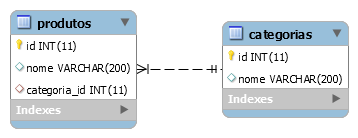 produtos
id INT(11)
nome VARCHAR(200)
categoria_id INT(11)
Indexes
categorias
id INT(11)
nome VARCHAR(200)
Indexes